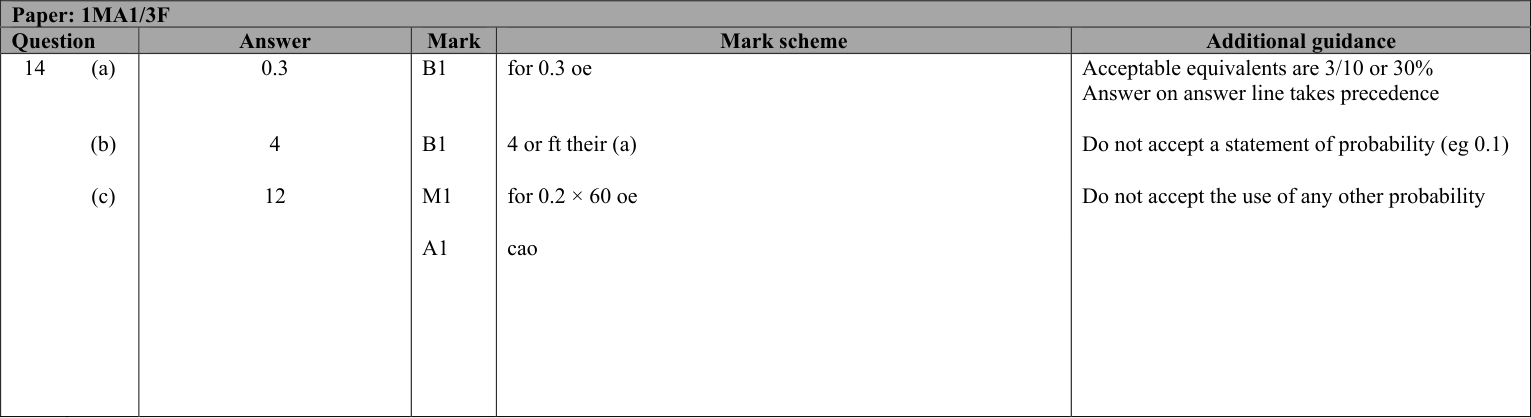 Paper: 1MA1/3F
Question Answer Mark Mark scheme Additional guidance
14 (a) 0.3 B1 for 0.3 oe Acceptable equivalents are 3/10 or 30%
Answer on answer line takes precedence
(b) 4 B1 4 or ft their (a) Do not accept a statement of probability (eg 0.1)
(c) 12 M1 for 0.2 × 60 oe Do not accept the use of any other probability
A1 cao